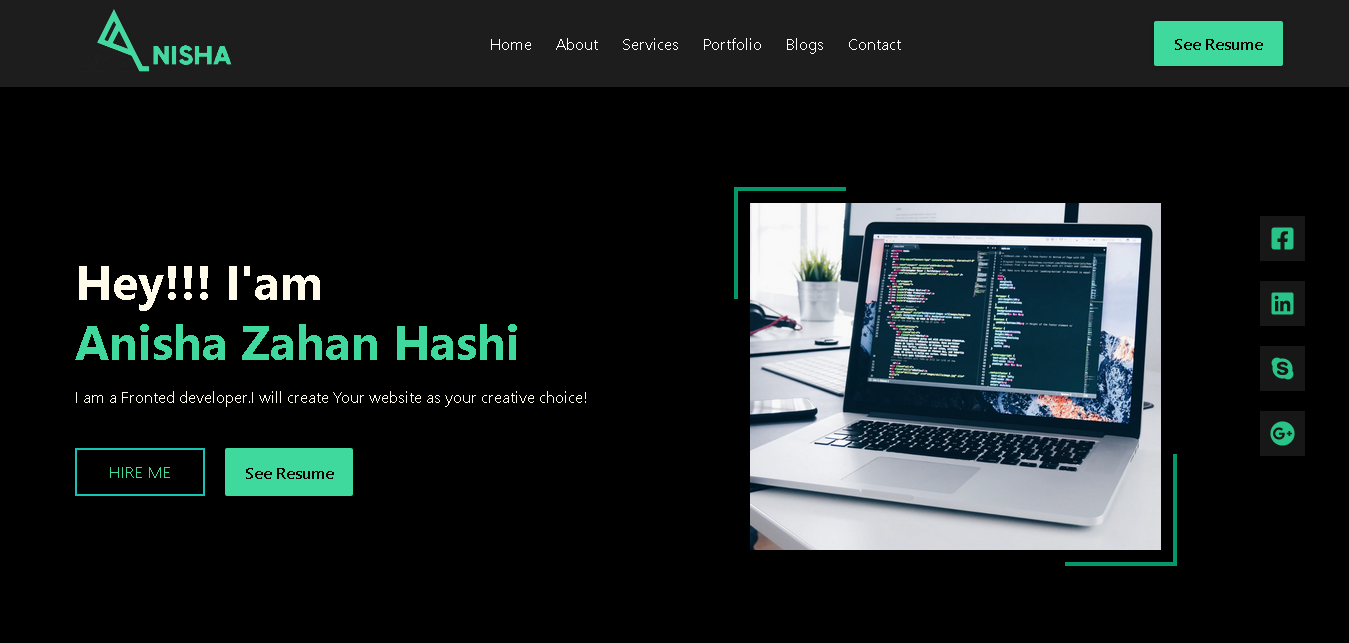 ANISHA
Home About Services Portfolio Blogs Contact
See Resume
Hey!!! I'am
Anisha Zahan Hashi
I am a Fronted developer.I will create Your website as your creative choice!
HIRE ME
See Resume